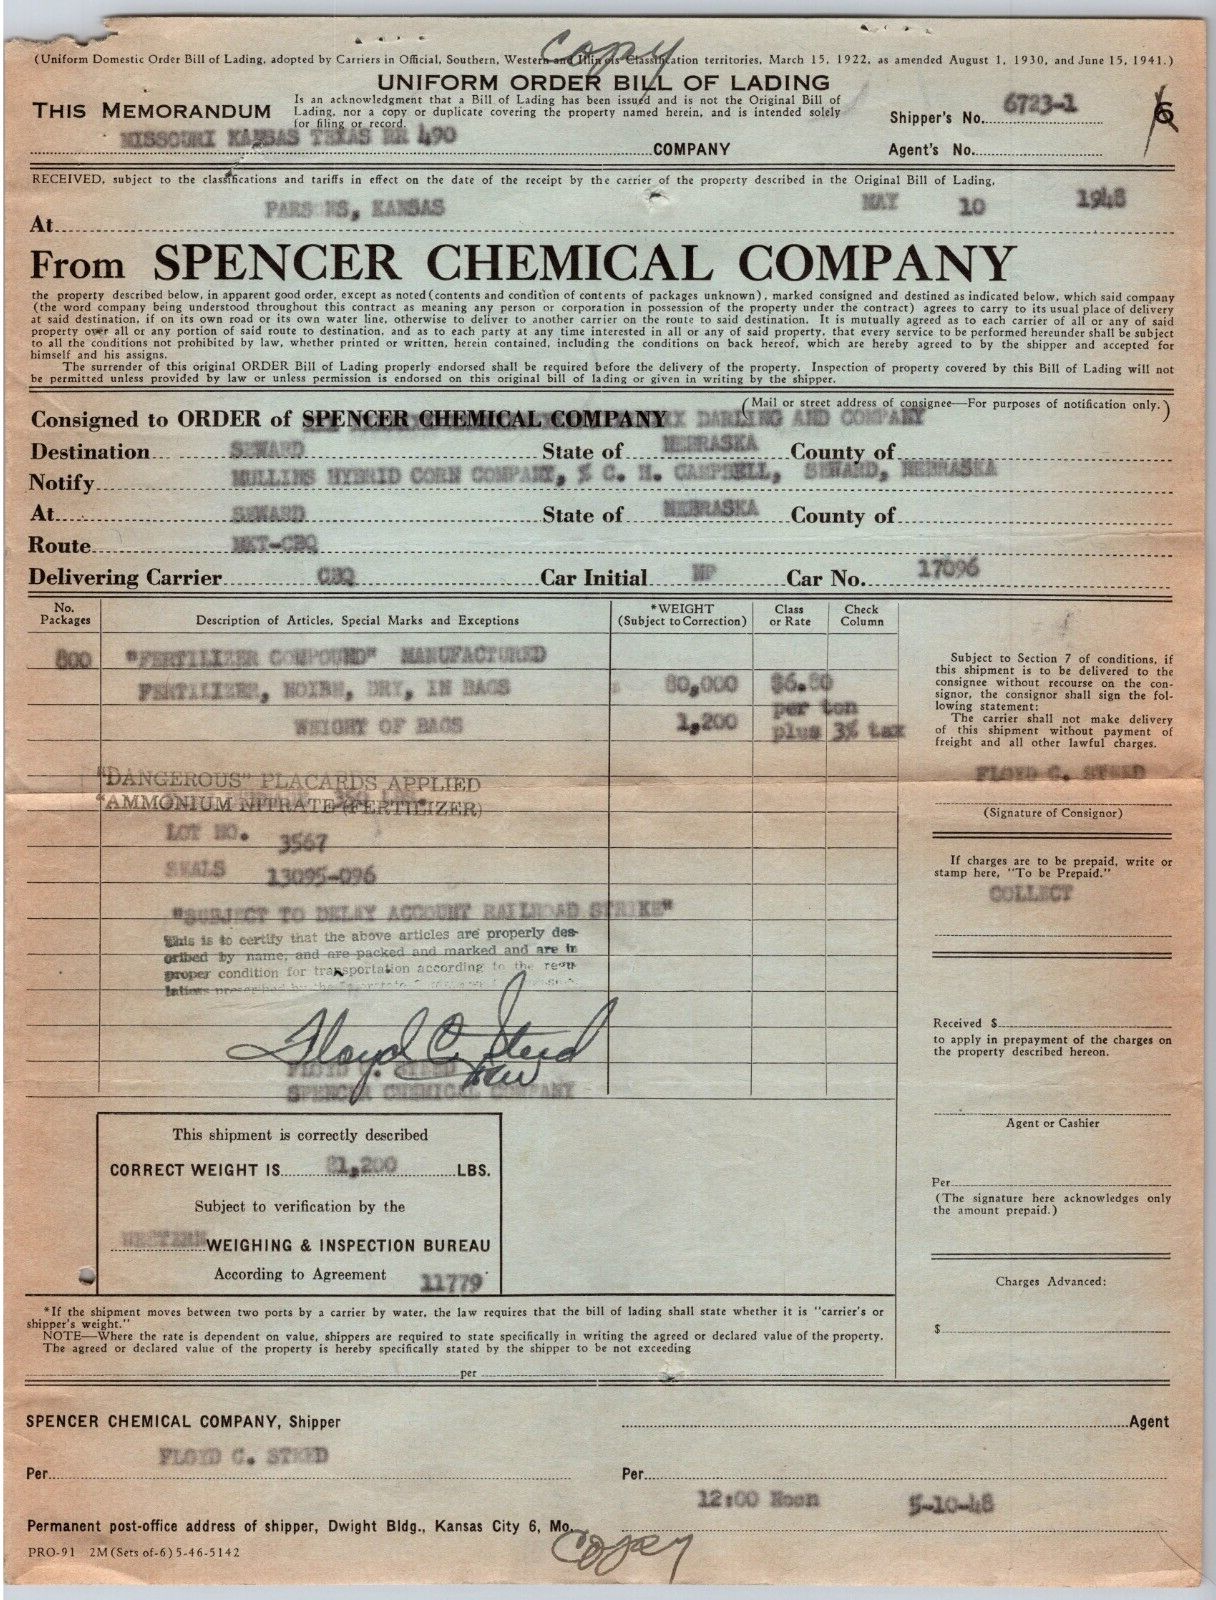 Copy
(Uniform Domestic Order Bill of Lading, adopted by Carriers in Official, Southern, Western and Illinois Classification territories, March 15, 1922, as amended August 1, 1930, and June 15, 1941.)
UNIFORM ORDER BILL OF LADING
THIS MEMORANDUM
Is an acknowledgment that a Bill of Lading has been issued and is not the Original Bill of
Lading, nor a copy or duplicate covering the property named herein, and is intended solely
for filing or record.
Shipper's No. 6723-1
6
MISSOURI KANSAS TEXAS RR 490 COMPANY
Agent's No.
RECEIVED, subject to the classifications and tariffs in effect on the date of the receipt by the carrier of the property described in the Original Bill of Lading,
At PARSONS, KANSAS MAY 10 1948
From SPENCER CHEMICAL COMPANY
the property described below, in apparent good order, except as noted (contents and condition of contents of packages unknown), marked consigned and destined as indicated below, which said company
(the word company being understood throughout this contract as meaning any person or corporation in possession of the property under the contract) agrees to carry to its usual place of delivery
at said destination, if on its own road or its own water line, otherwise to deliver to another carrier on the route to said destination. It is mutually agreed as to each carrier of all or any of said
property over all or any portion of said route to destination, and as to each party at any time interested in all or any of said property, that every service to be performed hereunder shall be subject
to all the conditions not prohibited by law, whether printed or written, herein contained, including the conditions on back hereof, which are hereby agreed to by the shipper and accepted for
himself and his assigns.
The surrender of this original ORDER Bill of Lading properly endorsed shall be required before the delivery of the property. Inspection of property covered by this Bill of Lading will not
be permitted unless provided by law or unless permission is endorsed on this original bill of lading or given in writing by the shipper.
(Mail or street address of consignee—For purposes of notification only.)
Consigned to ORDER of SPENCER CHEMICAL COMPANY DARLING AND COMPANY
Destination SEWARD State of NEBRASKA County of
Notify MULLINS HYBRID CORN COMPANY, % C. H. CAMPBELL, SEWARD, NEBRASKA
At SEWARD State of NEBRASKA County of
Route MKT-CBQ
Delivering Carrier CBQ Car Initial MP Car No. 17096
No. Packages
Description of Articles, Special Marks and Exceptions
*WEIGHT (Subject to Correction)
Class or Rate
Check Column
800 "FERTILIZER COMPOUND" MANUFACTURED
FERTILIZER, NOIBN, DRY, IN BAGS 80,000 $6.80
per ton
WEIGHT OF BAGS 1,200 plus 3% tax
"DANGEROUS" PLACARDS APPLIED
"AMMONIUM NITRATE (FERTILIZER)
LOT NO. 3567
SEALS 13095-096
"SUBJECT TO DELAY ACCOUNT RAILROAD STRIKE"
This is to certify that the above articles are properly des-
cribed by name, and are packed and marked and are in
proper condition for transportation according to the regu
lations prescribed by the
Floyd C. Steed
FLOYD C. STEED
SPENCER CHEMICAL COMPANY
Subject to Section 7 of conditions, if
this shipment is to be delivered to the
consignee without recourse on the con-
signor, the consignor shall sign the fol-
lowing statement:
The carrier shall not make delivery
of this shipment without payment of
freight and all other lawful charges.
FLOYD C. STEED
(Signature of Consignor)
If charges are to be prepaid, write or
stamp here, "To be Prepaid."
COLLECT
Received $
to apply in prepayment of the charges on
the property described hereon.
Agent or Cashier
Per
(The signature here acknowledges only
the amount prepaid.)
Charges Advanced:
$
This shipment is correctly described
CORRECT WEIGHT IS 81,200 LBS.
Subject to verification by the
WESTERN WEIGHING & INSPECTION BUREAU
According to Agreement 11779
*If the shipment moves between two ports by a carrier by water, the law requires that the bill of lading shall state whether it is "carrier's or
shipper's weight."
NOTE—Where the rate is dependent on value, shippers are required to state specifically in writing the agreed or declared value of the property.
The agreed or declared value of the property is hereby specifically stated by the shipper to be not exceeding
per
SPENCER CHEMICAL COMPANY, Shipper Agent
FLOYD C. STEED
Per Per
12:00 Noon 5-10-48
Permanent post-office address of shipper, Dwight Bldg., Kansas City 6, Mo.
Copy
PRO-91 2M (Sets of-6) 5-46-5142